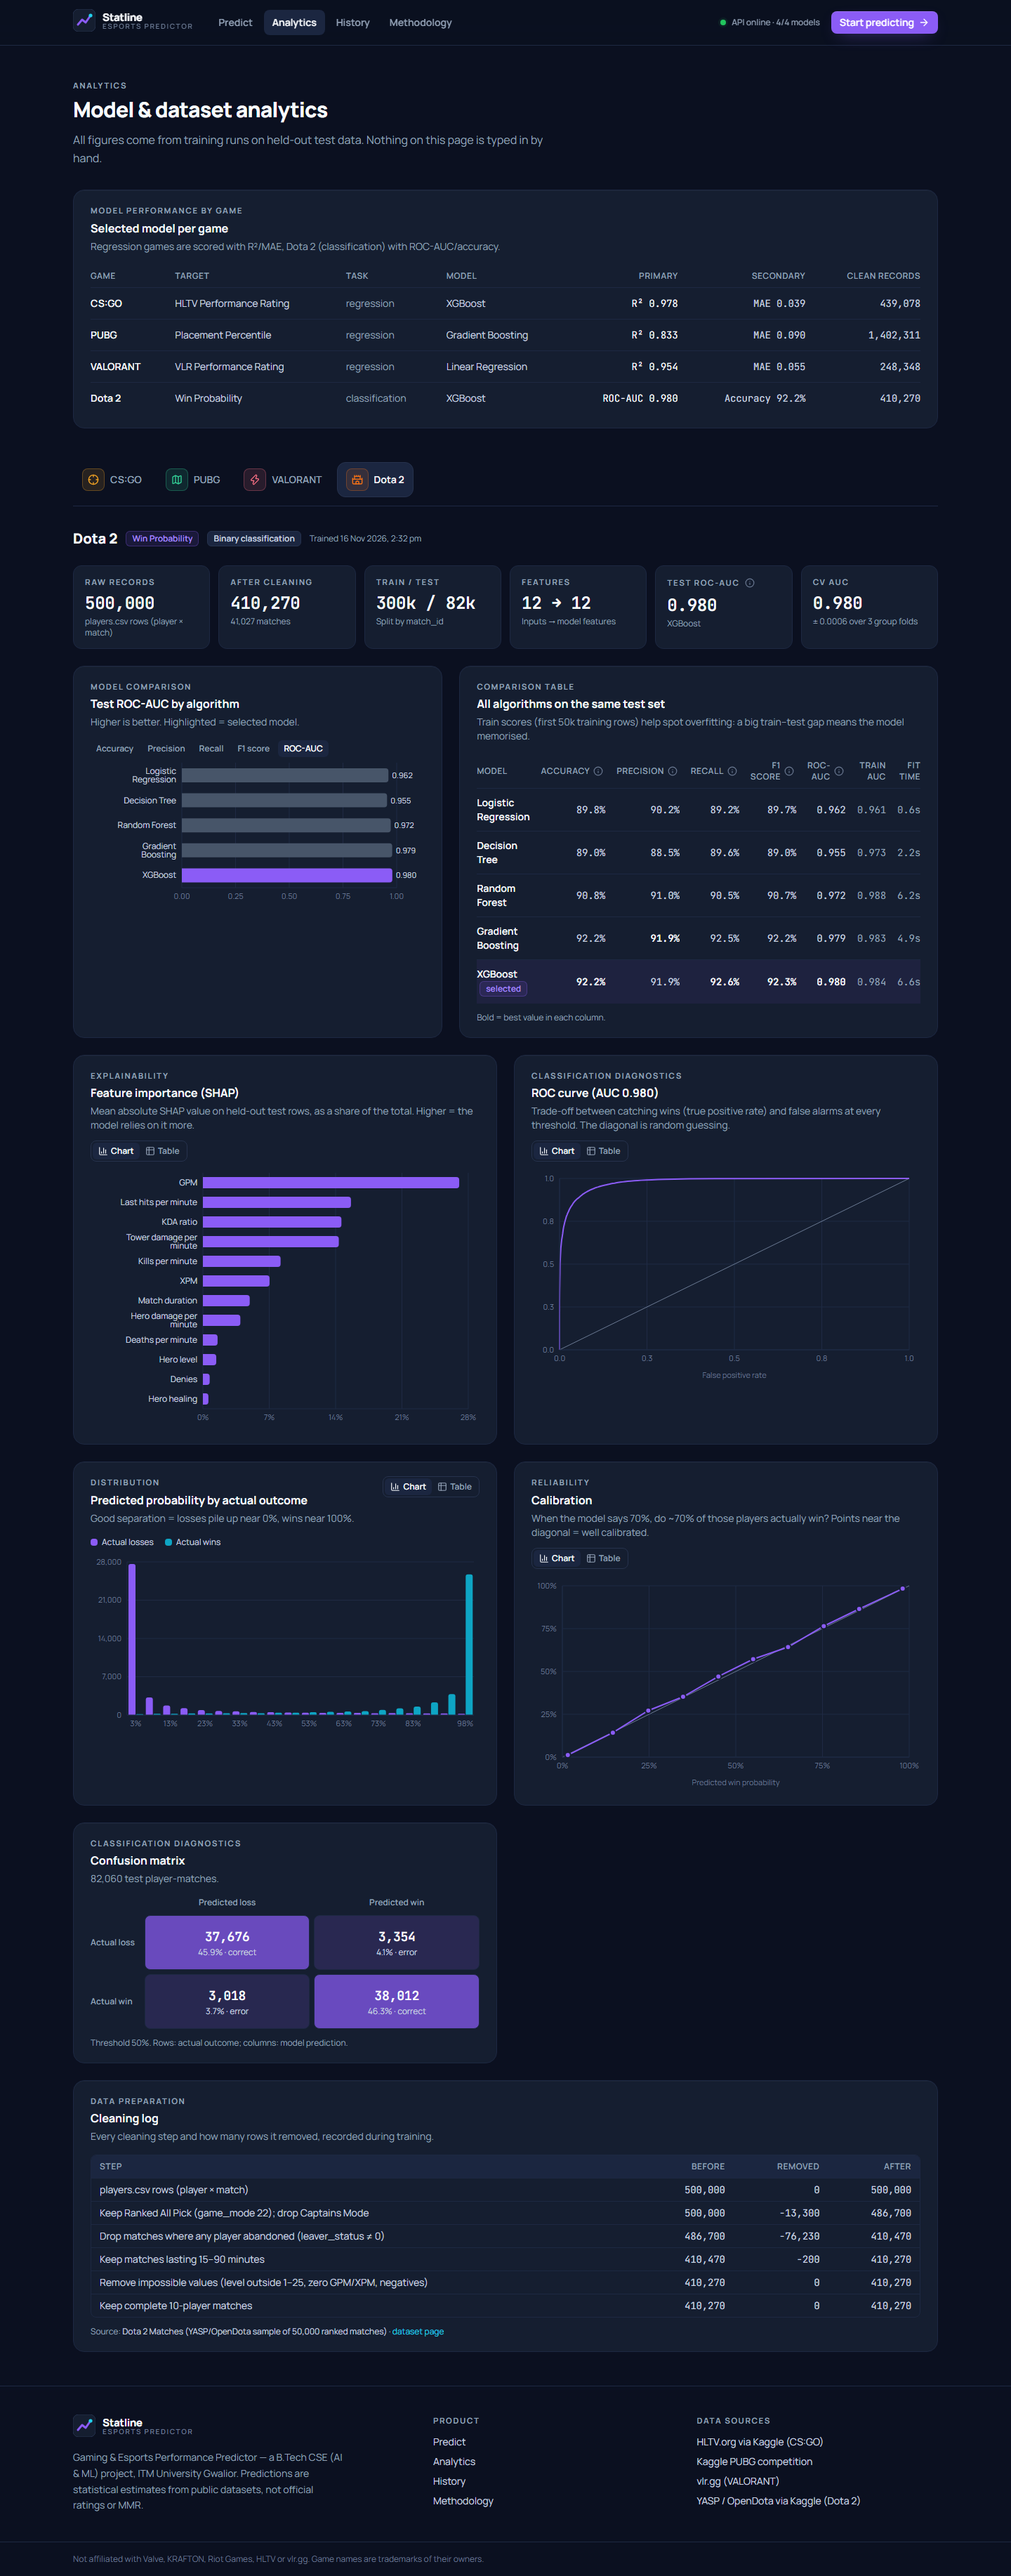 Statline
ESPORTS PREDICTOR
Predict
Analytics
History
Methodology
API online · 4/4 models
Start predicting →
ANALYTICS
Model & dataset analytics
All figures come from training runs on held-out test data. Nothing on this page is typed in by
hand.
MODEL PERFORMANCE BY GAME
Selected model per game
Regression games are scored with R²/MAE, Dota 2 (classification) with ROC-AUC/accuracy.
GAME TARGET TASK MODEL PRIMARY SECONDARY CLEAN RECORDS
CS:GO HLTV Performance Rating regression XGBoost R² 0.978 MAE 0.039 439,078
PUBG Placement Percentile regression Gradient Boosting R² 0.833 MAE 0.090 1,402,311
VALORANT VLR Performance Rating regression Linear Regression R² 0.954 MAE 0.055 248,348
Dota 2 Win Probability classification XGBoost ROC-AUC 0.980 Accuracy 92.2% 410,270
CS:GO PUBG VALORANT Dota 2
Dota 2 Win Probability Binary classification Trained 16 Nov 2026, 2:32 pm
RAW RECORDS
500,000
players.csv rows (player ×
match)
AFTER CLEANING
410,270
41,027 matches
TRAIN / TEST
300k / 82k
Split by match_id
FEATURES
12 → 12
Inputs → model features
TEST ROC-AUC
0.980
XGBoost
CV AUC
0.980
± 0.0006 over 3 group folds
MODEL COMPARISON
Test ROC-AUC by algorithm
Higher is better. Highlighted = selected model.
Accuracy Precision Recall F1 score ROC-AUC
Logistic
Regression
0.962
Decision Tree 0.955
Random Forest 0.972
Gradient
Boosting
0.979
XGBoost 0.980
0.00 0.25 0.50 0.75 1.00
COMPARISON TABLE
All algorithms on the same test set
Train scores (first 50k training rows) help spot overfitting: a big train–test gap means the model
memorised.
MODEL ACCURACY PRECISION RECALL F1 SCORE ROC-AUC TRAIN AUC FIT TIME
Logistic
Regression
89.8% 90.2% 89.2% 89.7% 0.962 0.961 0.6s
Decision
Tree
89.0% 88.5% 89.6% 89.0% 0.955 0.973 2.2s
Random
Forest
90.8% 91.0% 90.5% 90.7% 0.972 0.988 6.2s
Gradient
Boosting
92.2% 91.9% 92.5% 92.2% 0.979 0.983 4.9s
XGBoost
selected
92.2% 91.9% 92.6% 92.3% 0.980 0.984 6.6s
Bold = best value in each column.
EXPLAINABILITY
Feature importance (SHAP)
Mean absolute SHAP value on held-out test rows, as a share of the total. Higher = the
model relies on it more.
Chart Table
GPM
Last hits per minute
KDA ratio
Tower damage per
minute
Kills per minute
XPM
Match duration
Hero damage per
minute
Deaths per minute
Hero level
Denies
Hero healing
0% 7% 14% 21% 28%
CLASSIFICATION DIAGNOSTICS
ROC curve (AUC 0.980)
Trade-off between catching wins (true positive rate) and false alarms at every
threshold. The diagonal is random guessing.
Chart Table
1.0
0.8
0.5
0.3
0.0
0.0 0.3 0.5 0.8 1.0
False positive rate
DISTRIBUTION
Chart Table
Predicted probability by actual outcome
Good separation = losses pile up near 0%, wins near 100%.
Actual losses Actual wins
28,000
21,000
14,000
7,000
0
3% 13% 23% 33% 43% 53% 63% 73% 83% 98%
RELIABILITY
Calibration
When the model says 70%, do ~70% of those players actually win? Points near the
diagonal = well calibrated.
Chart Table
100%
75%
50%
25%
0%
0% 25% 50% 75% 100%
Predicted win probability
CLASSIFICATION DIAGNOSTICS
Confusion matrix
82,060 test player-matches.
Predicted loss Predicted win
Actual loss
37,676
45.9% · correct
3,354
4.1% · error
Actual win
3,018
3.7% · error
38,012
46.3% · correct
Threshold 50%. Rows: actual outcome; columns: model prediction.
DATA PREPARATION
Cleaning log
Every cleaning step and how many rows it removed, recorded during training.
STEP BEFORE REMOVED AFTER
players.csv rows (player × match) 500,000 0 500,000
Keep Ranked All Pick (game_mode 22); drop Captains Mode 500,000 -13,300 486,700
Drop matches where any player abandoned (leaver_status ≠ 0) 486,700 -76,230 410,470
Keep matches lasting 15–90 minutes 410,470 -200 410,270
Remove impossible values (level outside 1–25, zero GPM/XPM, negatives) 410,270 0 410,270
Keep complete 10-player matches 410,270 0 410,270
Source: Dota 2 Matches (YASP/OpenDota sample of 50,000 ranked matches) · dataset page
Statline
ESPORTS PREDICTOR
Gaming & Esports Performance Predictor — a B.Tech CSE (AI
& ML) project, ITM University Gwalior. Predictions are
statistical estimates from public datasets, not official
ratings or MMR.
PRODUCT
Predict
Analytics
History
Methodology
DATA SOURCES
HLTV.org via Kaggle (CS:GO)
Kaggle PUBG competition
vlr.gg (VALORANT)
YASP / OpenDota via Kaggle (Dota 2)
Not affiliated with Valve, KRAFTON, Riot Games, HLTV or vlr.gg. Game names are trademarks of their owners.